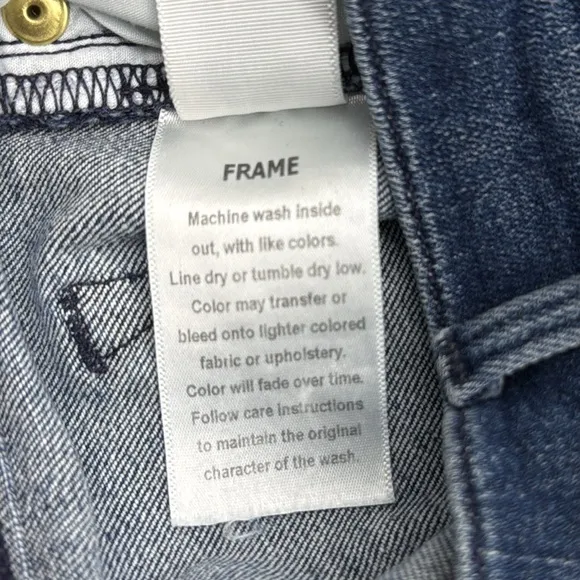 FRAME
Machine wash inside
out, with like colors.
Line dry or tumble dry low.
Color may transfer or
bleed onto lighter colored
fabric or upholstery.
Color will fade over time.
Follow care instructions
to maintain the original
character of the wash.